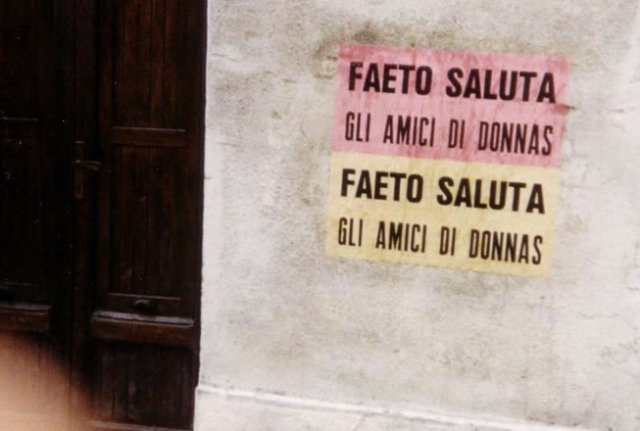 FAETO SALUTA
GLI AMICI DI DONNAS
FAETO SALUTA
GLI AMICI DI DONNAS